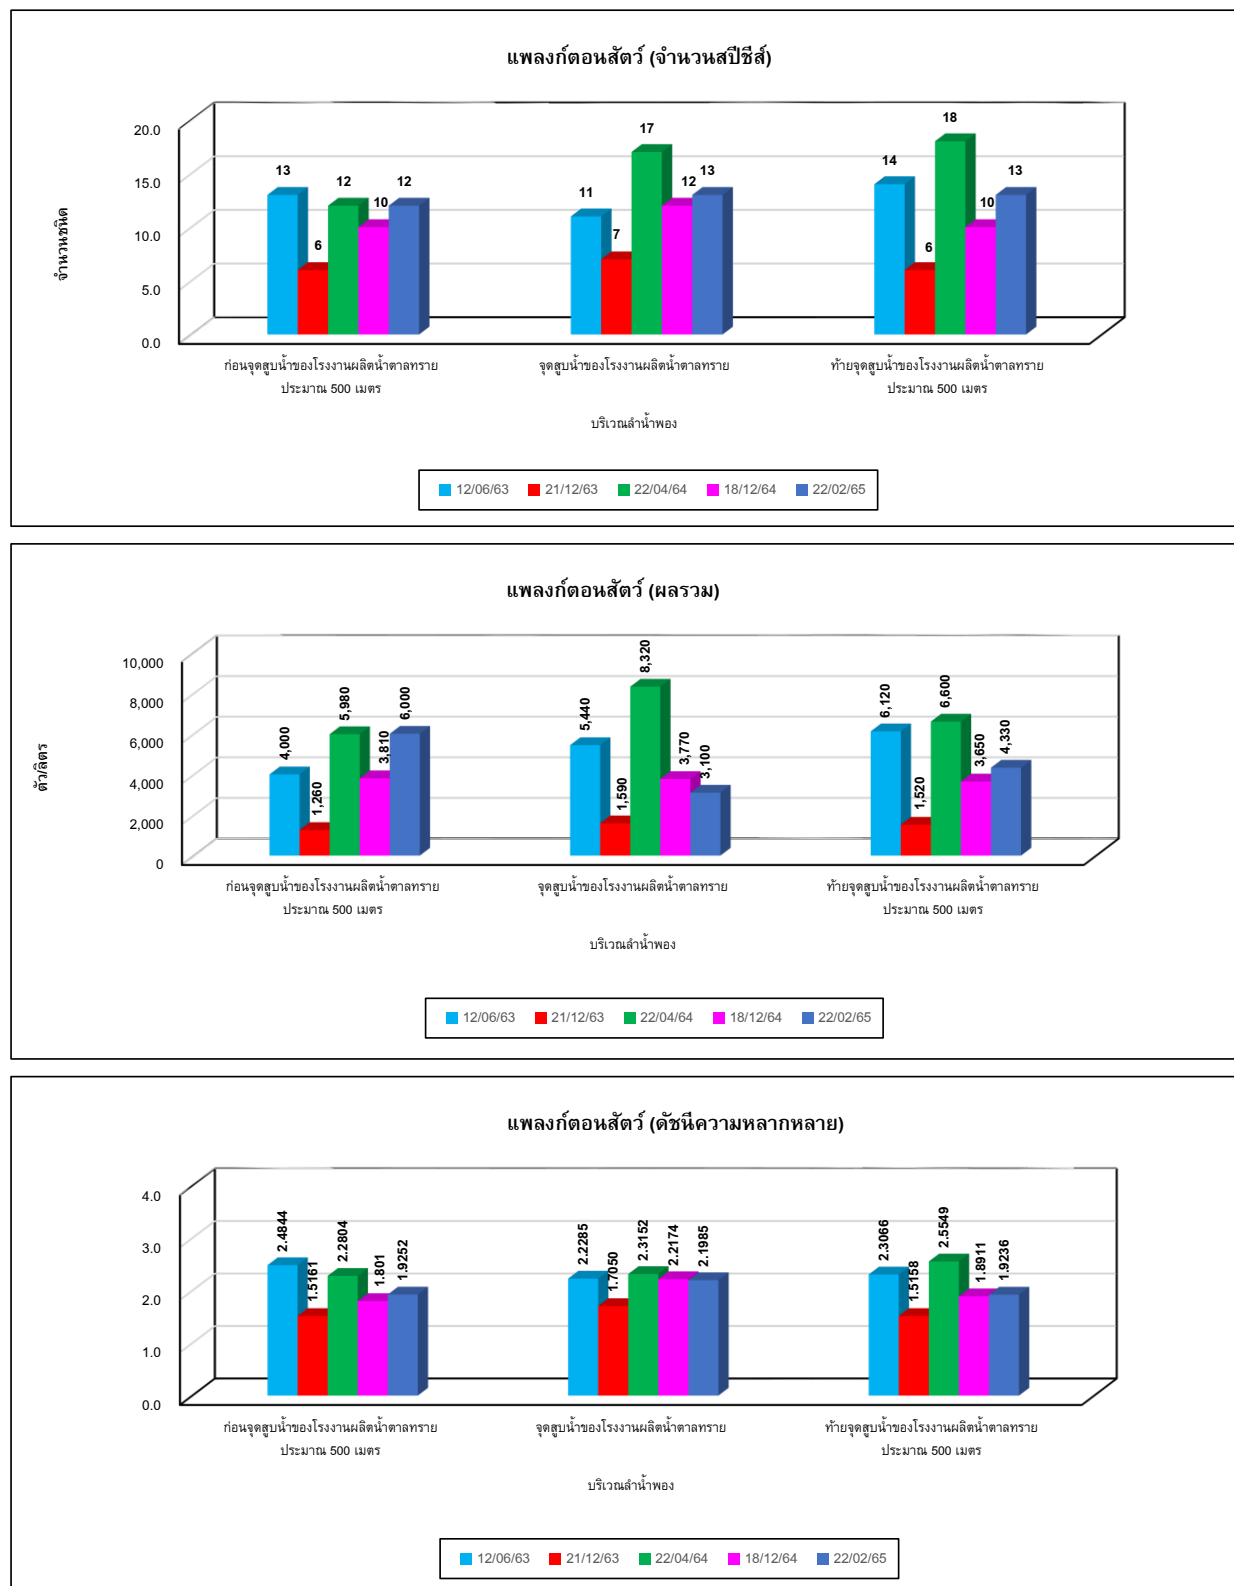 แพลงก์ตอนสัตว์ (จำนวนสปีชีส์)
จำนวนชนิด
20.0
15.0
10.0
5.0
0.0
13 6 12 10 12
11 7 17 12 13
14 6 18 10 13
ก่อนจุดสูบน้ำของโรงงานผลิตน้ำตาลทราย
ประมาณ 500 เมตร
จุดสูบน้ำของโรงงานผลิตน้ำตาลทราย
ท้ายจุดสูบน้ำของโรงงานผลิตน้ำตาลทราย
ประมาณ 500 เมตร
บริเวณลำน้ำพอง
12/06/63 21/12/63 22/04/64 18/12/64 22/02/65
แพลงก์ตอนสัตว์ (ผลรวม)
ตัว/ลิตร
10,000
8,000
6,000
4,000
2,000
0
4,000 1,260 5,980 3,810 6,000
5,440 1,590 8,320 3,770 3,100
6,120 1,520 6,600 3,650 4,330
ก่อนจุดสูบน้ำของโรงงานผลิตน้ำตาลทราย
ประมาณ 500 เมตร
จุดสูบน้ำของโรงงานผลิตน้ำตาลทราย
ท้ายจุดสูบน้ำของโรงงานผลิตน้ำตาลทราย
ประมาณ 500 เมตร
บริเวณลำน้ำพอง
12/06/63 21/12/63 22/04/64 18/12/64 22/02/65
แพลงก์ตอนสัตว์ (ดัชนีความหลากหลาย)
4.0
3.0
2.0
1.0
0.0
2.4844 1.5161 2.2804 1.801 1.9252
2.2285 1.7050 2.3152 2.2174 2.1985
2.3066 1.5158 2.5549 1.8911 1.9236
ก่อนจุดสูบน้ำของโรงงานผลิตน้ำตาลทราย
ประมาณ 500 เมตร
จุดสูบน้ำของโรงงานผลิตน้ำตาลทราย
ท้ายจุดสูบน้ำของโรงงานผลิตน้ำตาลทราย
ประมาณ 500 เมตร
บริเวณลำน้ำพอง
12/06/63 21/12/63 22/04/64 18/12/64 22/02/65